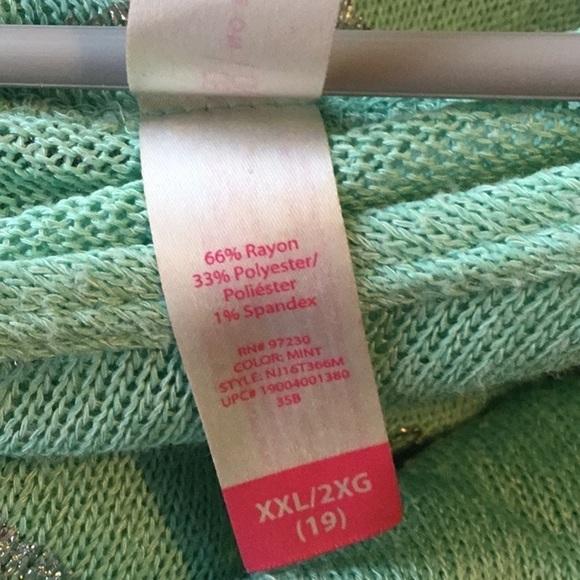 66% Rayon
33% Polyester/
Poliéster
1% Spandex
RN# 97230
COLOR: MINT
STYLE: NJ16T366M
UPC# 19004001380
35B
XXL/2XG
(19)